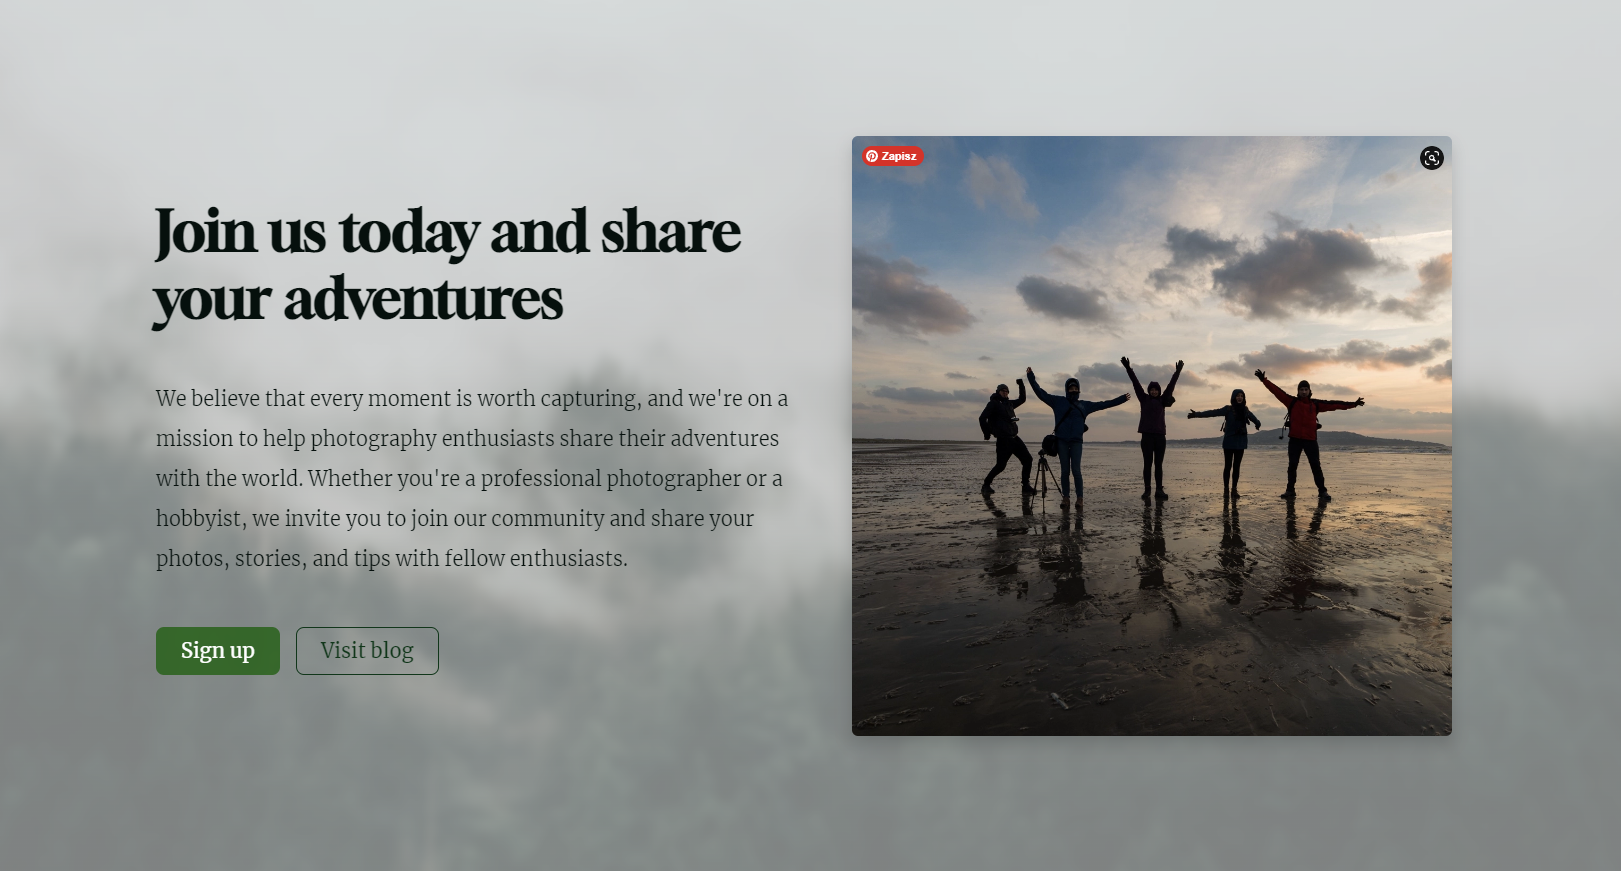 Join us today and share
your adventures
We believe that every moment is worth capturing, and we're on a
mission to help photography enthusiasts share their adventures
with the world. Whether you're a professional photographer or a
hobbyist, we invite you to join our community and share your
photos, stories, and tips with fellow enthusiasts.
Sign up
Visit blog
Zapisz